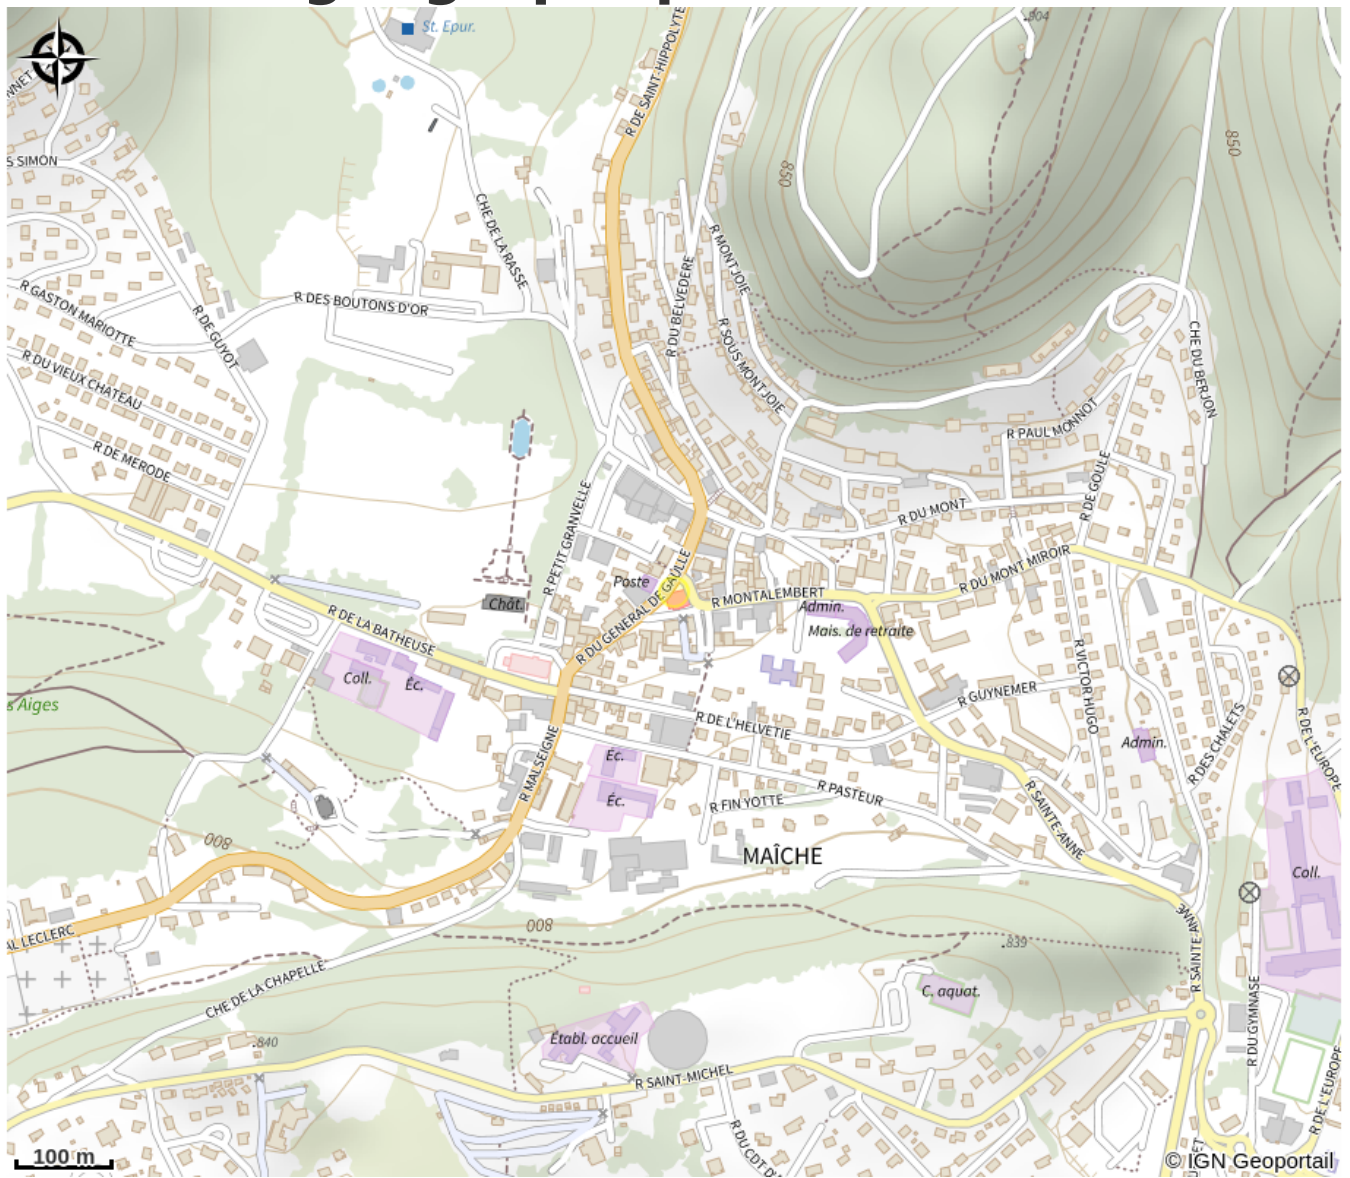 St. Epur.
R DE SAINT-HIPPOLYTE
904
850
850
S SIMON
CHE DE LA RASSE
R MONT JOIE
R DU BELVEDERE
R GASTON MARIOTTE
R DE GUYOT
R DES BOUTONS D'OR
R SOUS MONTJOIE
CHE DU BERJON
R DU VIEUX CHATEAU
R DE MERODE
R PAUL MONNOT
R DE GOULE
R PETIT GRANVELLE
R DU MONT
R DU MONT MIROIR
Poste
R DU GENERAL DE GAULLE
R MONTALEMBERT
Chât.
Admin.
Mais. de retraite
R DE LA BATHEUSE
Coll.
Éc.
s Aiges
R VICTOR HUGO
R GUYNEMER
R DE L'HELVETIE
Admin.
R DES CHALETS
R DE L'EUROPE
R MALSEIGNE
Éc.
Éc.
R FIN YOTTE
R PASTEUR
R SAINTE-ANNE
MAÎCHE
800
Coll.
800
AL LECLERC
.839
R SAINTE-ANNE
CHE DE LA CHAPELLE
C. aquat.
R DU GYMNASE
.840
Établ. accueil
R SAINT-MICHEL
R DE L'EUROPE
R DU CDT D'
100 m
© IGN Geoportail